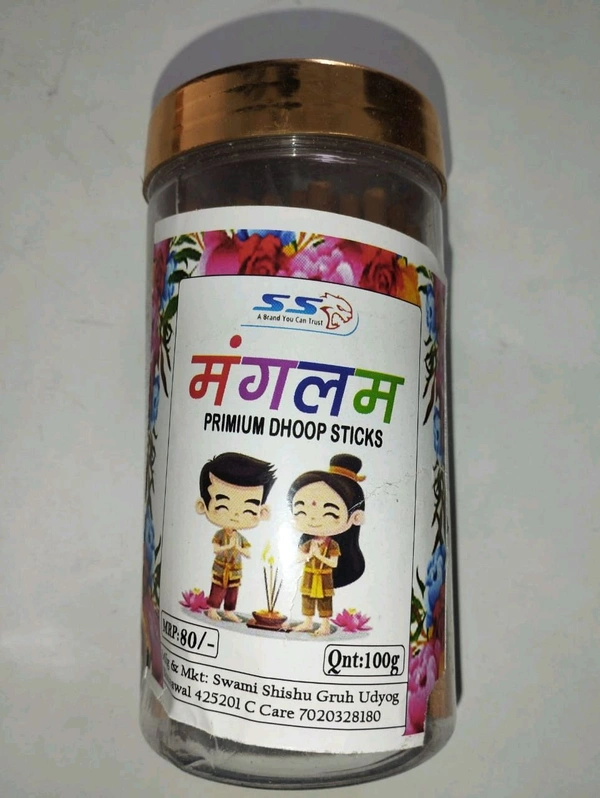 SS
A Brand You Can Trust
मंगलम
PRIMIUM DHOOP STICKS
MRP:80/-
Qnt:100g
& Mkt: Swami Shishu Gruh Udyog
425201 C Care 7020328180